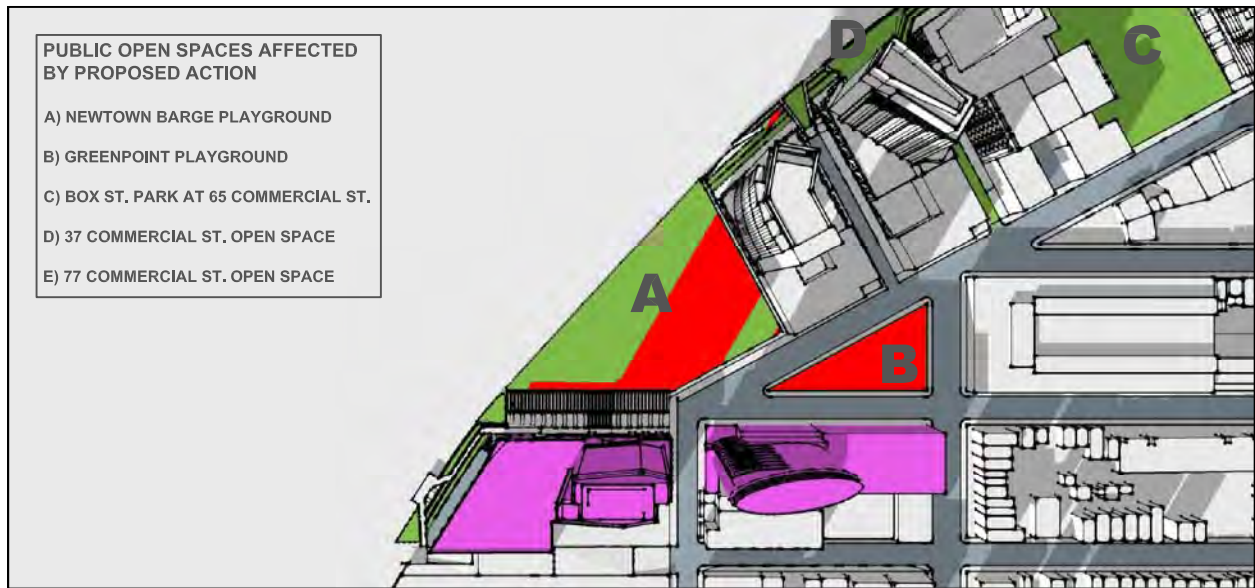 PUBLIC OPEN SPACES AFFECTED
BY PROPOSED ACTION
A) NEWTOWN BARGE PLAYGROUND
B) GREENPOINT PLAYGROUND
C) BOX ST. PARK AT 65 COMMERCIAL ST.
D) 37 COMMERCIAL ST. OPEN SPACE
E) 77 COMMERCIAL ST. OPEN SPACE
D
C
A
B